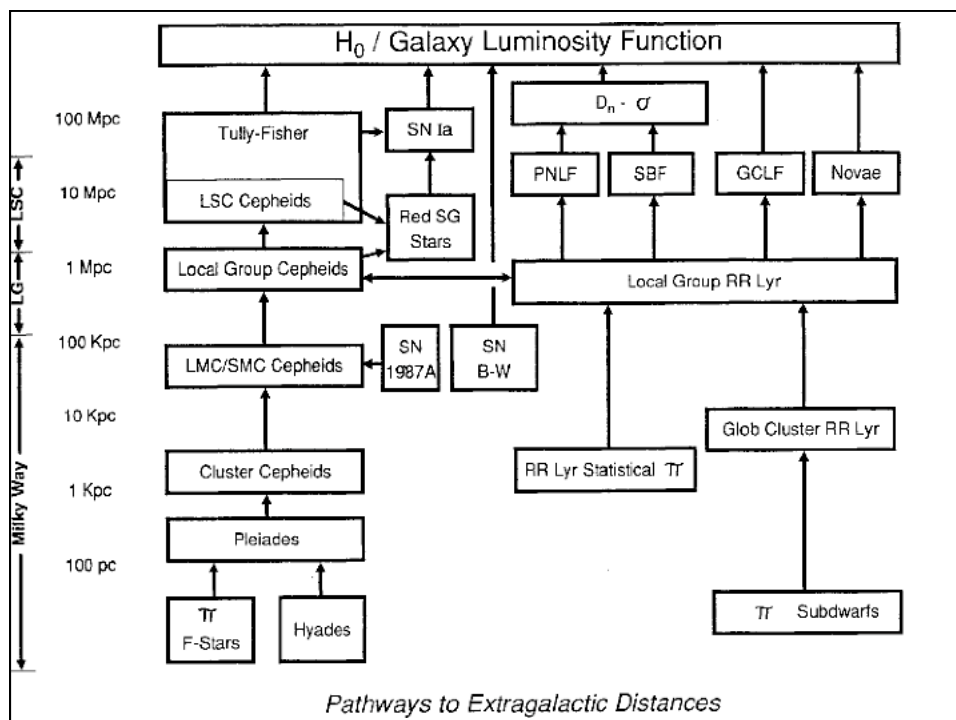 H₀ / Galaxy Luminosity Function
Dₙ - σ
100 Mpc
Tully-Fisher
SN Ia
PNLF
SBF
GCLF
Novae
LSC
10 Mpc
LSC Cepheids
Red SG
Stars
LG
1 Mpc
Local Group Cepheids
Local Group RR Lyr
100 Kpc
LMC/SMC Cepheids
SN
1987A
SN
B-W
10 Kpc
Glob Cluster RR Lyr
Cluster Cepheids
RR Lyr Statistical π
1 Kpc
Milky Way
Pleiades
100 pc
π
F-Stars
Hyades
π Subdwarfs
Pathways to Extragalactic Distances